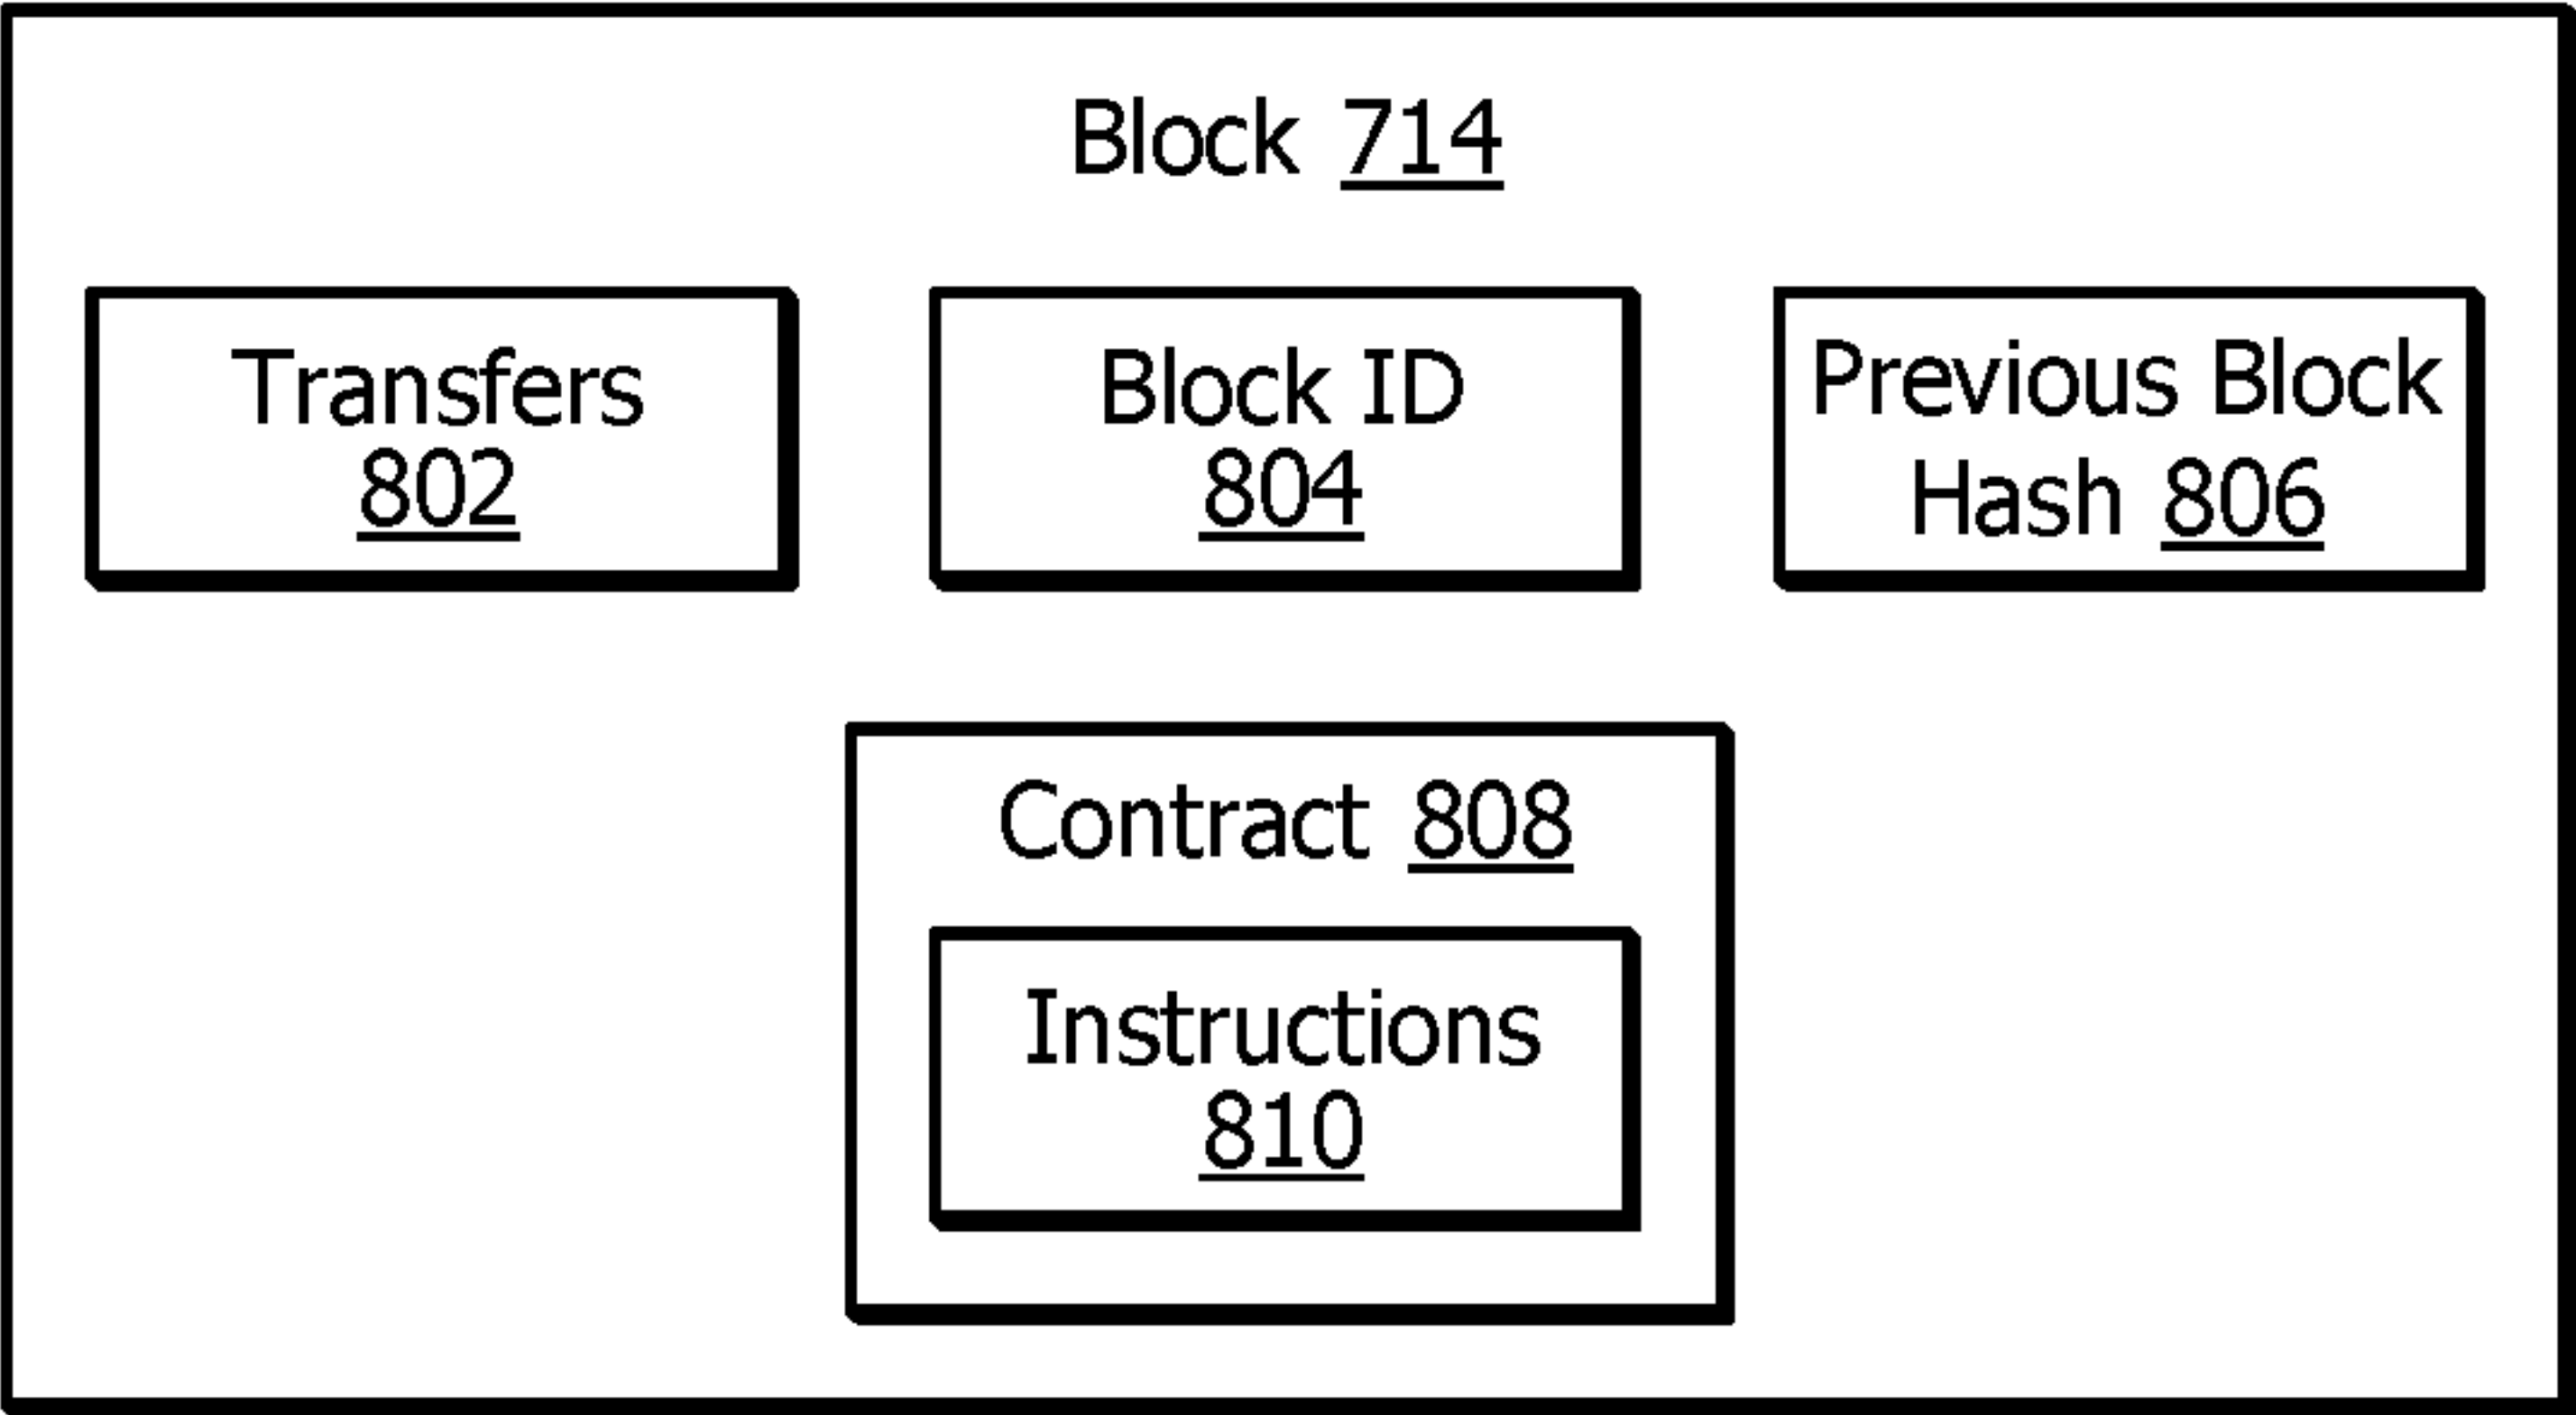 Block 714
Transfers
802
Block ID
804
Previous Block
Hash 806
Contract 808
Instructions
810